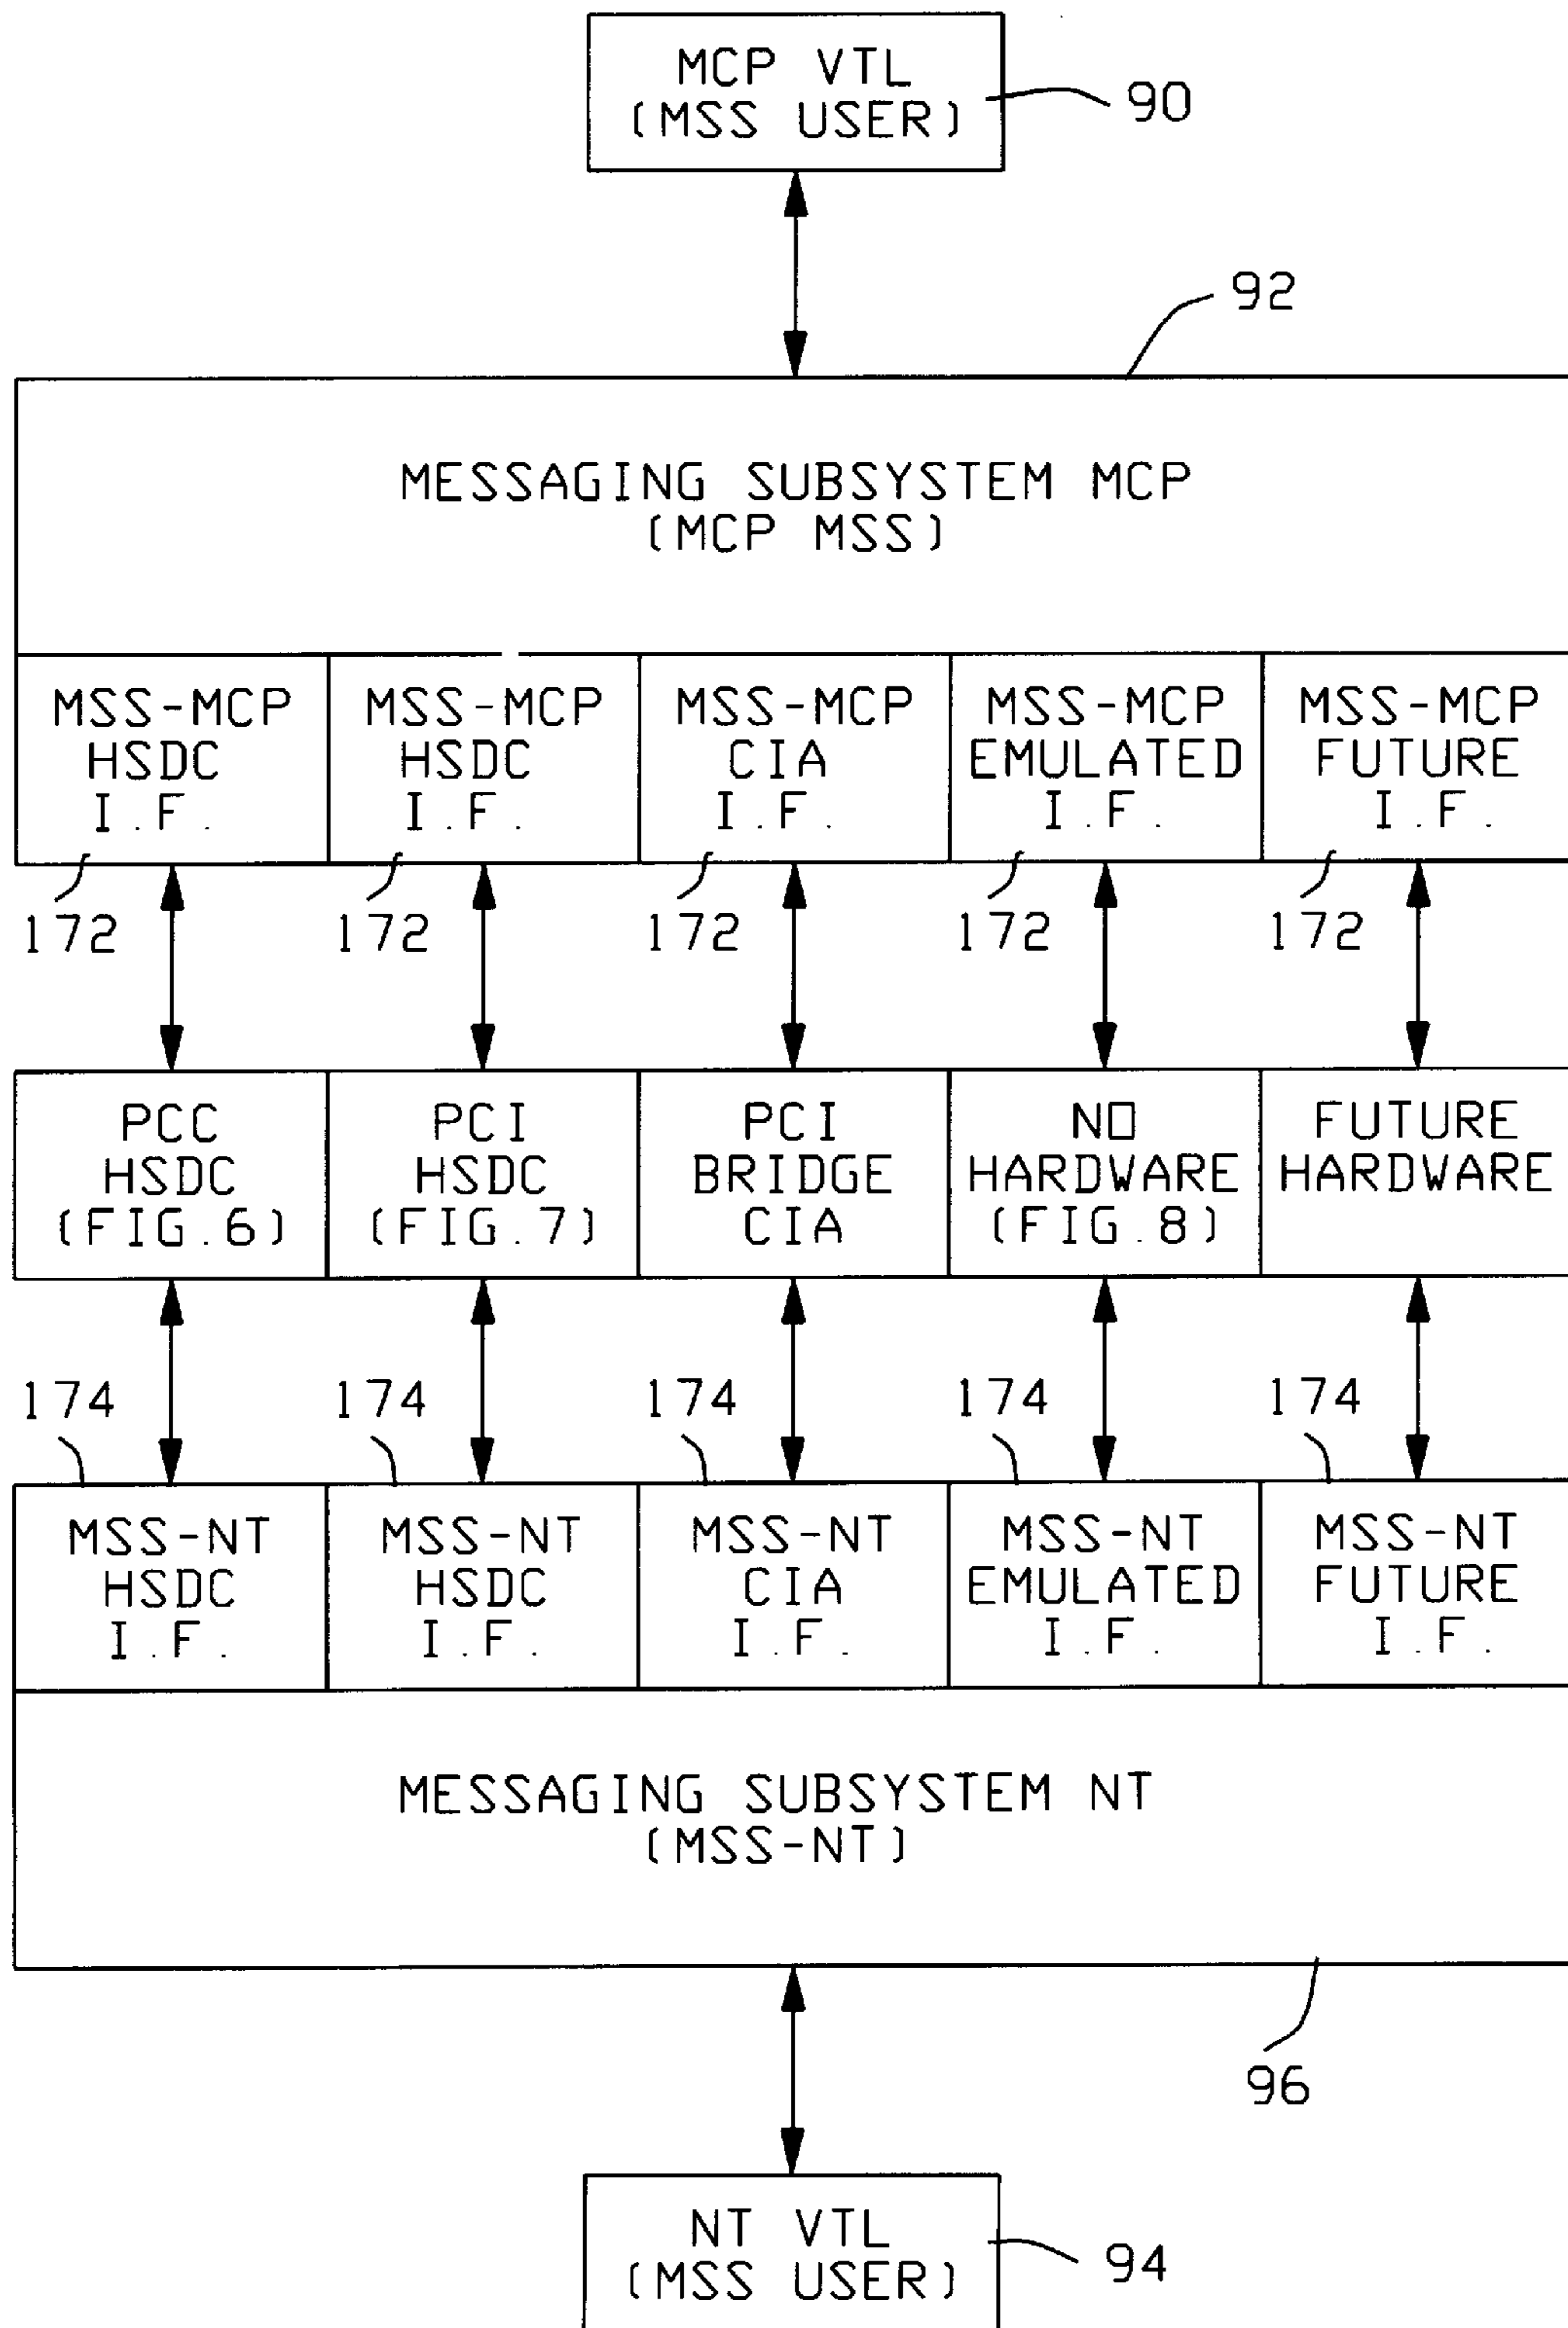 MCP VTL
(MSS USER)
90
92
MESSAGING SUBSYSTEM MCP
(MCP MSS)
MSS-MCP
HSDC
I.F.
MSS-MCP
HSDC
I.F.
MSS-MCP
CIA
I.F.
MSS-MCP
EMULATED
I.F.
MSS-MCP
FUTURE
I.F.
172
172
172
172
172
PCC
HSDC
(FIG.6)
PCI
HSDC
(FIG.7)
PCI
BRIDGE
CIA
NO
HARDWARE
(FIG.8)
FUTURE
HARDWARE
174
174
174
174
174
MSS-NT
HSDC
I.F.
MSS-NT
HSDC
I.F.
MSS-NT
CIA
I.F.
MSS-NT
EMULATED
I.F.
MSS-NT
FUTURE
I.F.
MESSAGING SUBSYSTEM NT
(MSS-NT)
96
NT VTL
(MSS USER)
94